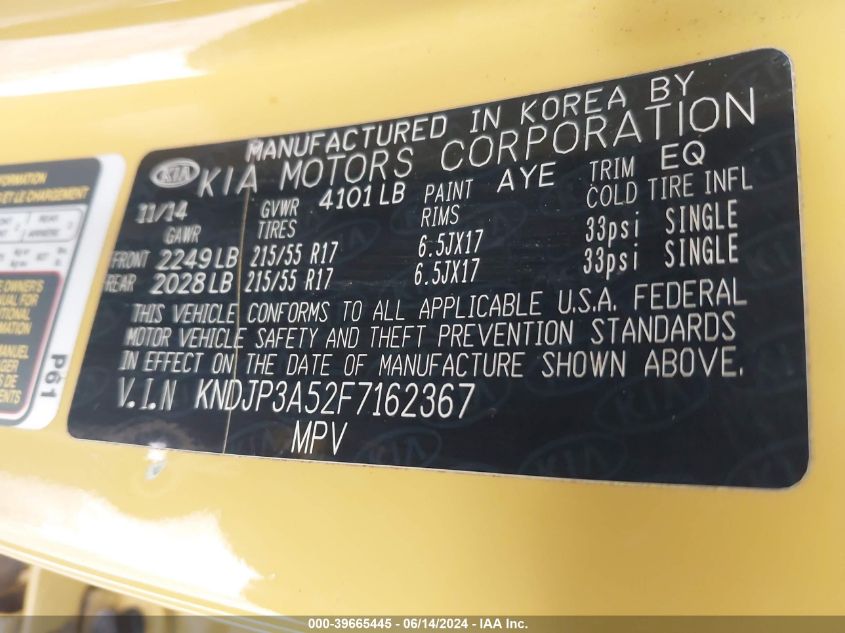 MANUFACTURED IN KOREA BY
KIA KIA MOTORS CORPORATION
11/14 GVWR 4101LB PAINT AYE TRIM EQ
GAWR TIRES RIMS COLD TIRE INFL
FRONT 2249LB 215/55 R17 6.5JX17 33psi SINGLE
REAR 2028LB 215/55 R17 6.5JX17 33psi SINGLE
THIS VEHICLE CONFORMS TO ALL APPLICABLE U.S.A. FEDERAL
MOTOR VEHICLE SAFETY AND THEFT PREVENTION STANDARDS
IN EFFECT ON THE DATE OF MANUFACTURE SHOWN ABOVE.
V.I.N KNDJP3A52F7162367
MPV
P61
000-39665445 - 06/14/2024 - IAA Inc.